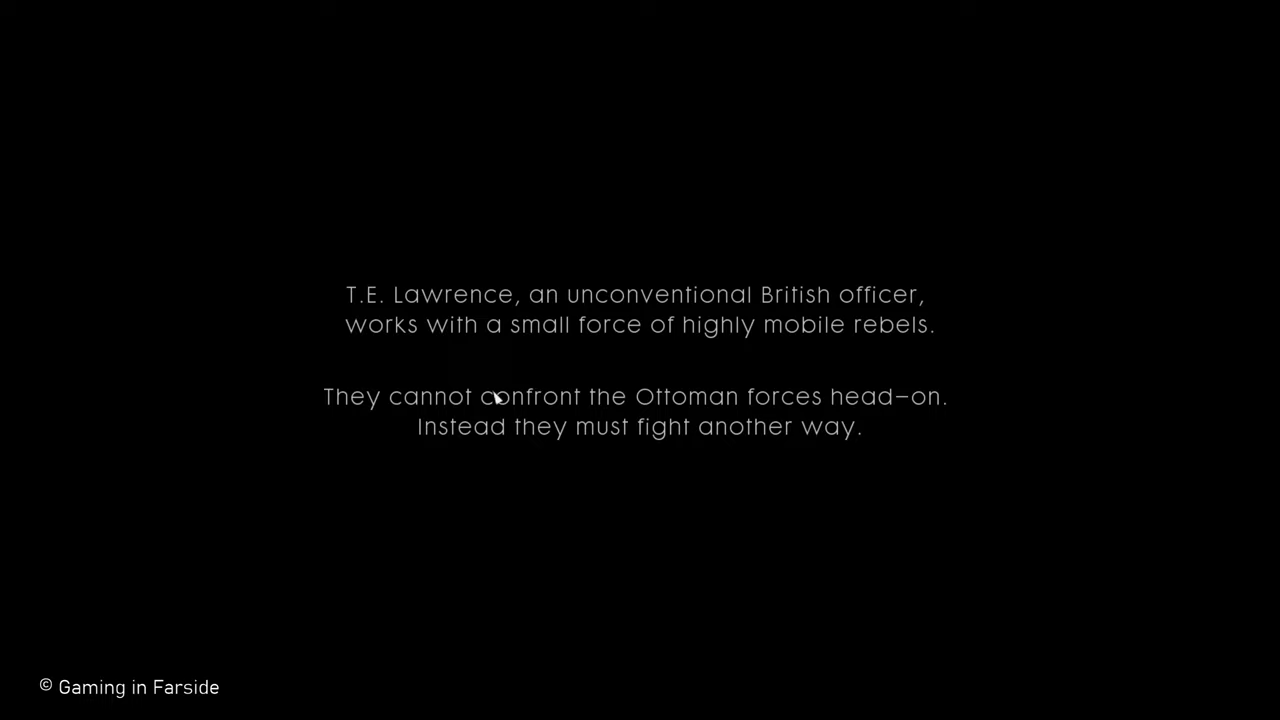 T.E. Lawrence, an unconventional British officer,
works with a small force of highly mobile rebels.
They cannot confront the Ottoman forces head-on.
Instead they must fight another way.
© Gaming in Farside